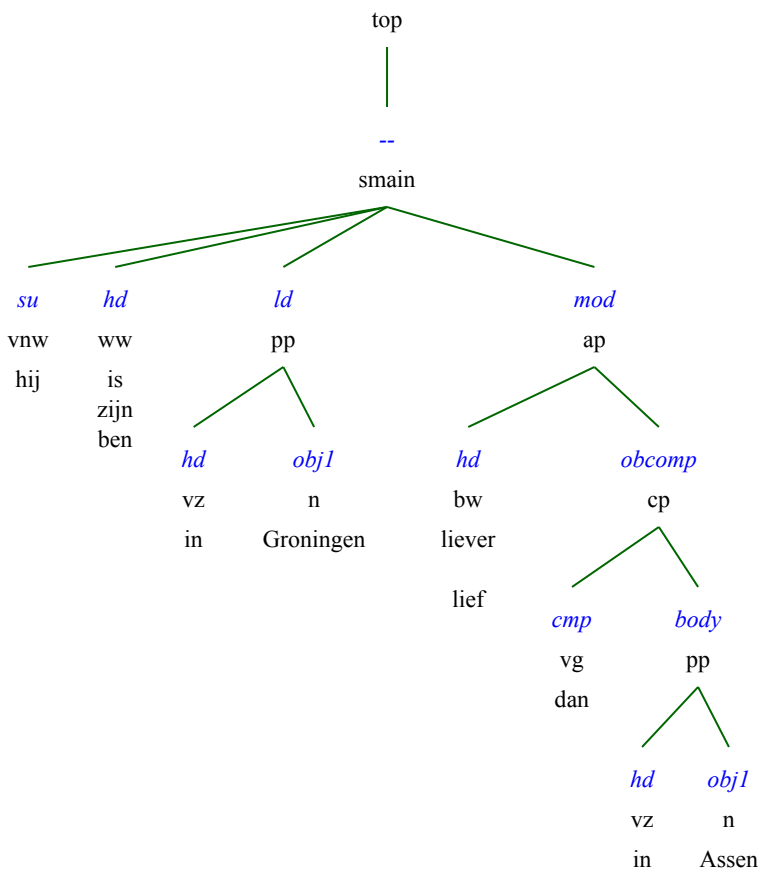 top
--
smain
su hd ld mod
vnw ww pp ap
hij is
zijn
ben
hd obj1 hd obcomp
vz n bw cp
in Groningen liever
lief
cmp body
vg pp
dan
hd obj1
vz n
in Assen